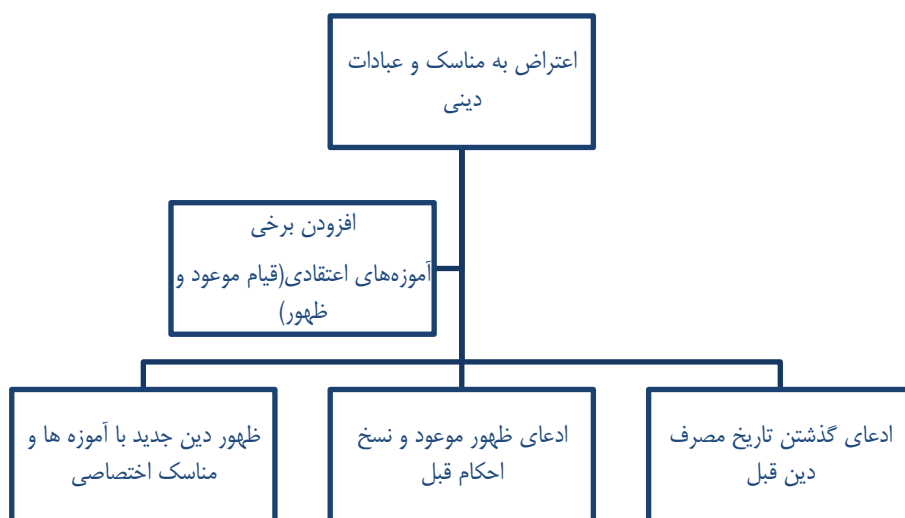 اعتراض به مناسک و عبادات
دینی
افزودن برخی
آموزه‌های اعتقادی(قیام موعود و
ظهور)
ادعای گذشتن تاریخ مصرف
دین قبل
ادعای ظهور موعود و نسخ
احکام قبل
ظهور دین جدید با آموزه ها و
مناسک اختصاصی